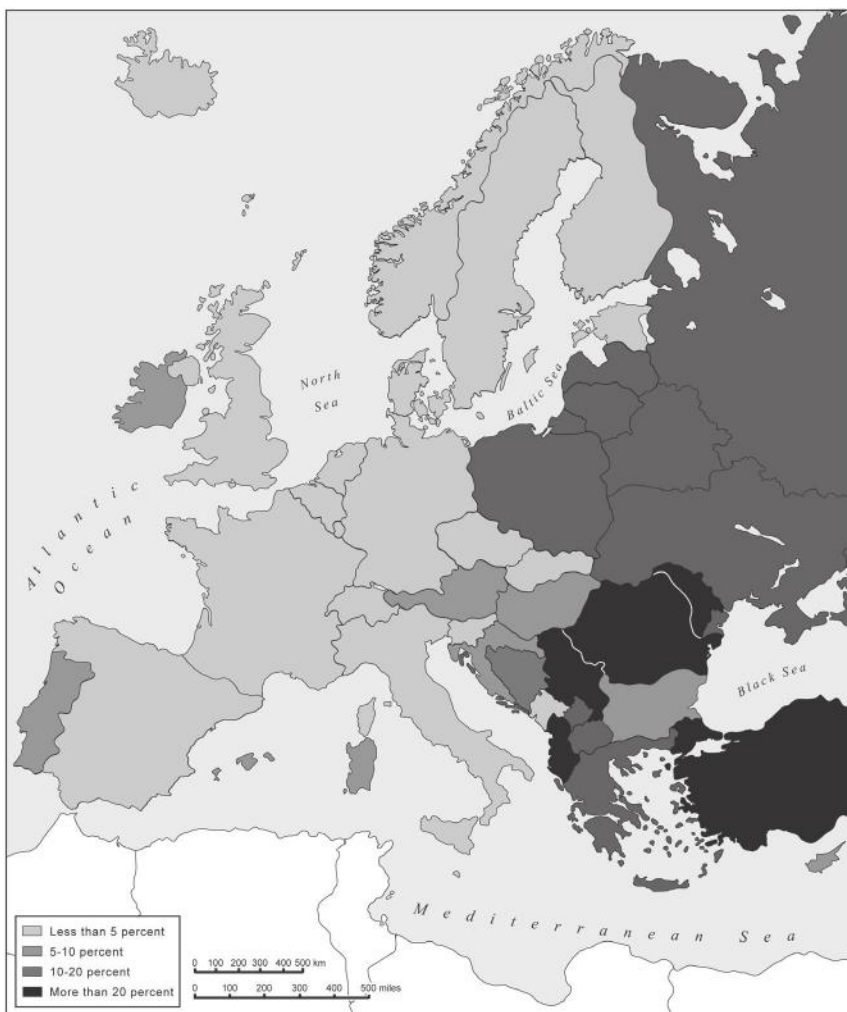 North
Sea
Baltic Sea
Atlantic
Ocean
Black Sea
Mediterranean Sea
Less than 5 percent
5-10 percent
10-20 percent
More than 20 percent
0 100 200 300 400 500 km
0 100 200 300 400 500 miles